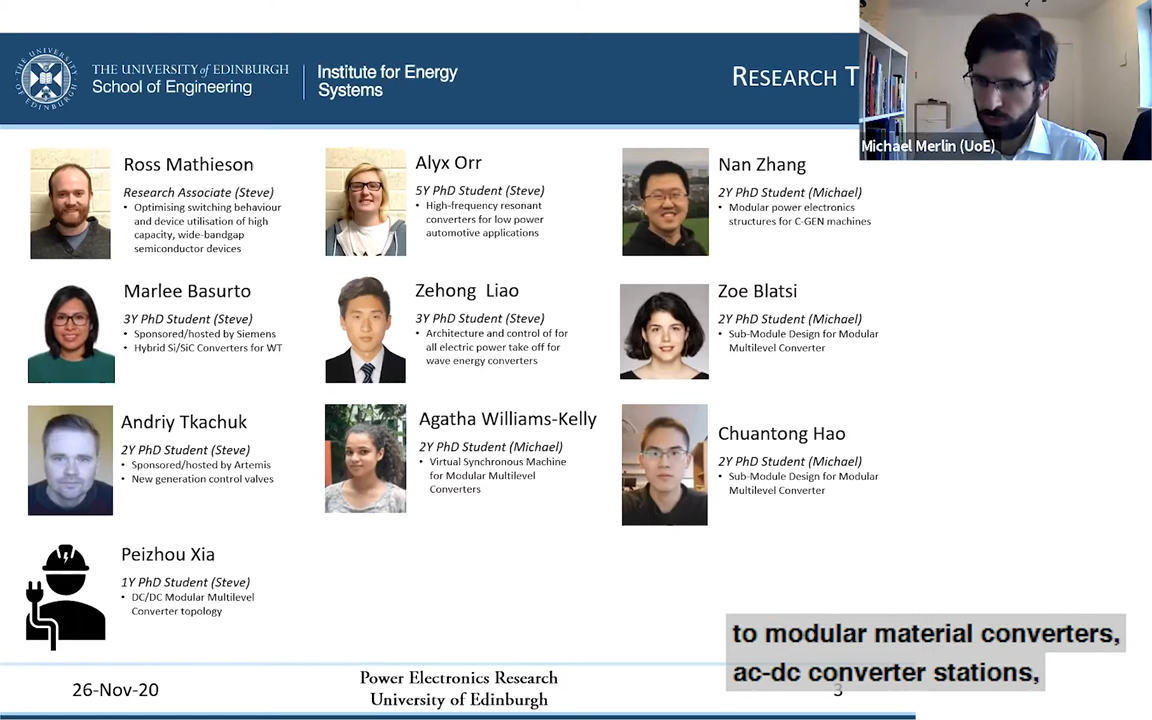 THE UNIVERSITY of EDINBURGH
School of Engineering
Institute for Energy
Systems
RESEARCH T
Michael Merlin (UoE)
Ross Mathieson
Research Associate (Steve)
• Optimising switching behaviour
and device utilisation of high
capacity, wide-bandgap
semiconductor devices
Alyx Orr
5Y PhD Student (Steve)
• High-frequency resonant
converters for low power
automotive applications
Nan Zhang
2Y PhD Student (Michael)
• Modular power electronics
structures for C-GEN machines
Marlee Basurto
3Y PhD Student (Steve)
• Sponsored/hosted by Siemens
• Hybrid Si/SiC Converters for WT
Zehong Liao
3Y PhD Student (Steve)
• Architecture and control of for
all electric power take off for
wave energy converters
Zoe Blatsi
2Y PhD Student (Michael)
• Sub-Module Design for Modular
Multilevel Converter
Andriy Tkachuk
2Y PhD Student (Steve)
• Sponsored/hosted by Artemis
• New generation control valves
Agatha Williams-Kelly
2Y PhD Student (Michael)
• Virtual Synchronous Machine
for Modular Multilevel
Converters
Chuantong Hao
2Y PhD Student (Michael)
• Sub-Module Design for Modular
Multilevel Converter
Peizhou Xia
1Y PhD Student (Steve)
• DC/DC Modular Multilevel
Converter topology
to modular material converters,
ac-dc converter stations,
26-Nov-20
Power Electronics Research
University of Edinburgh
3